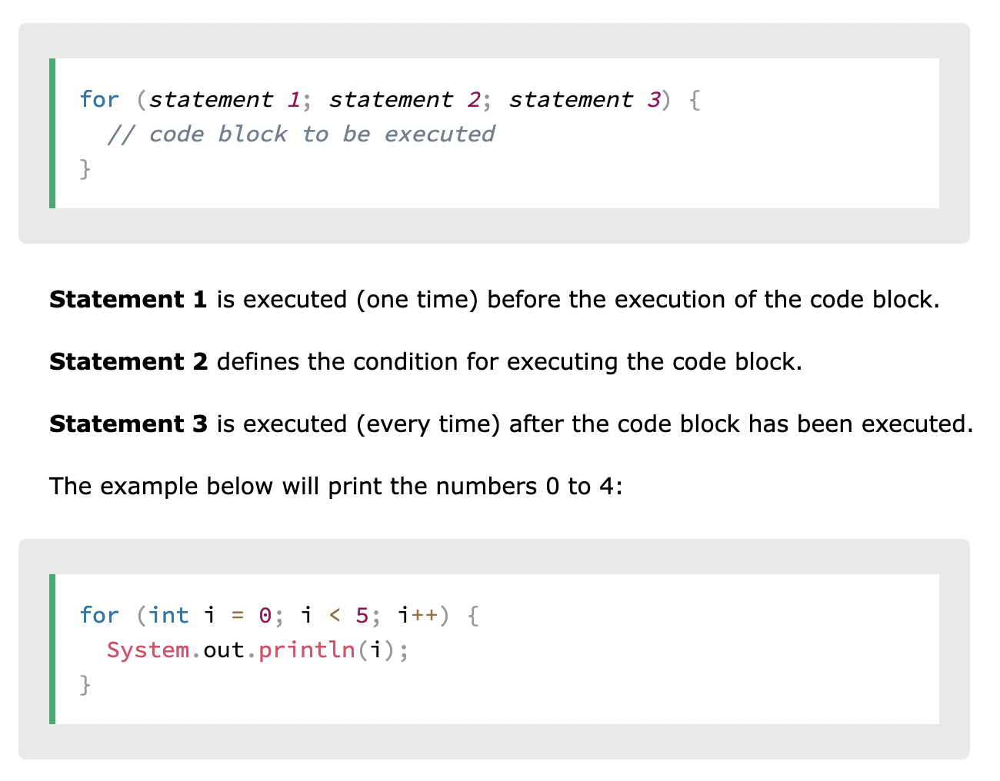 for (statement 1; statement 2; statement 3) {
  // code block to be executed
}
Statement 1 is executed (one time) before the execution of the code block.
Statement 2 defines the condition for executing the code block.
Statement 3 is executed (every time) after the code block has been executed.
The example below will print the numbers 0 to 4:
for (int i = 0; i < 5; i++) {
  System.out.println(i);
}